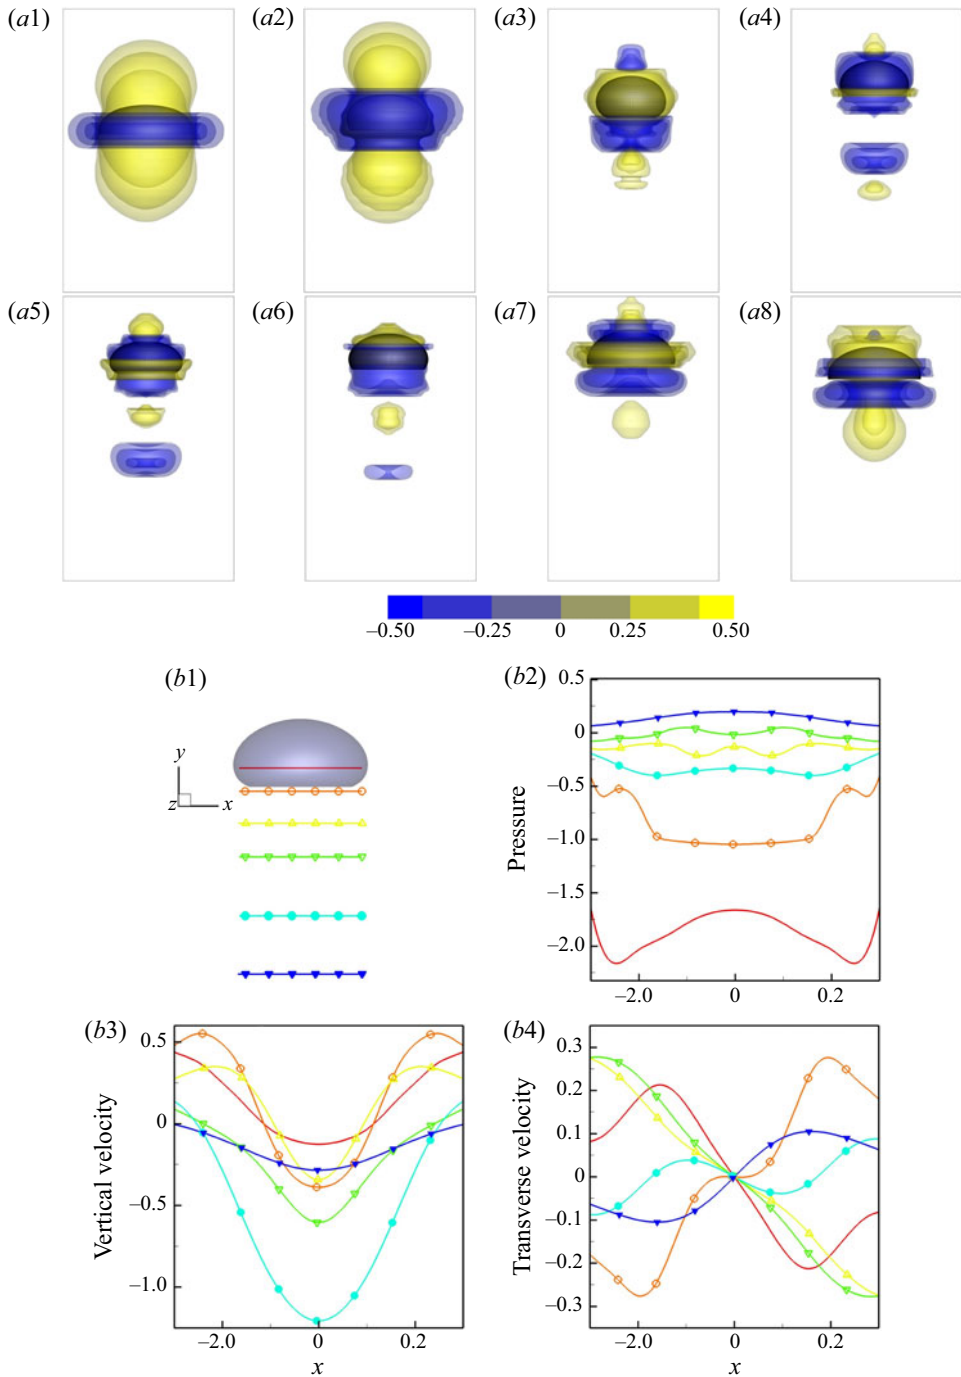 (a1) (a2) (a3) (a4)
(a5) (a6) (a7) (a8)
–0.50 –0.25 0 0.25 0.50
(b1)
y
z
x
(b2)
Pressure
0.5
0
–0.5
–1.0
–1.5
–2.0
–2.0 0 0.2
(b3)
Vertical velocity
0.5
0
–0.5
–1.0
–2.0 0 0.2
x
(b4)
Transverse velocity
0.3
0.2
0.1
0
–0.1
–0.2
–0.3
–2.0 0 0.2
x